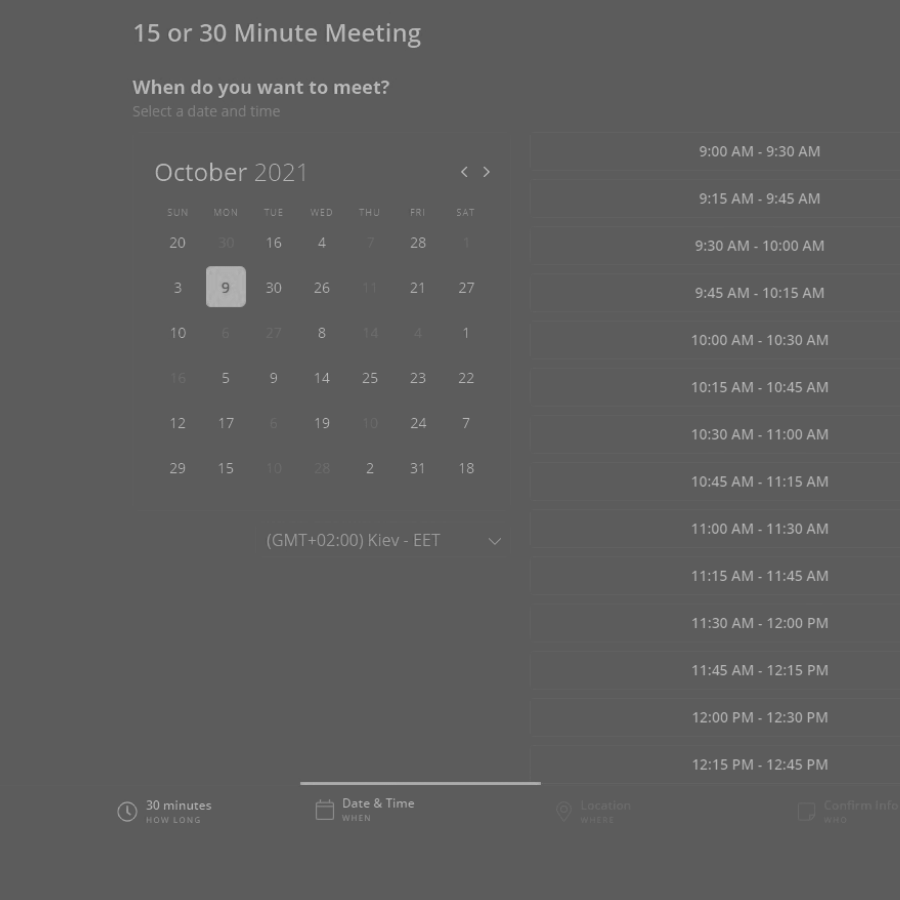 15 or 30 Minute Meeting
When do you want to meet?
Select a date and time
October 2021
SUN MON TUE WED THU FRI SAT
20 30 16 4 7 28 1
3 9 30 26 11 21 27
10 6 27 8 14 4 1
16 5 9 14 25 23 22
12 17 6 19 10 24 7
29 15 10 28 2 31 18
(GMT+02:00) Kiev - EET
9:00 AM - 9:30 AM
9:15 AM - 9:45 AM
9:30 AM - 10:00 AM
9:45 AM - 10:15 AM
10:00 AM - 10:30 AM
10:15 AM - 10:45 AM
10:30 AM - 11:00 AM
10:45 AM - 11:15 AM
11:00 AM - 11:30 AM
11:15 AM - 11:45 AM
11:30 AM - 12:00 PM
11:45 AM - 12:15 PM
12:00 PM - 12:30 PM
12:15 PM - 12:45 PM
30 minutes
HOW LONG
Date & Time
WHEN
Location
WHERE
Confirm Info
WHO